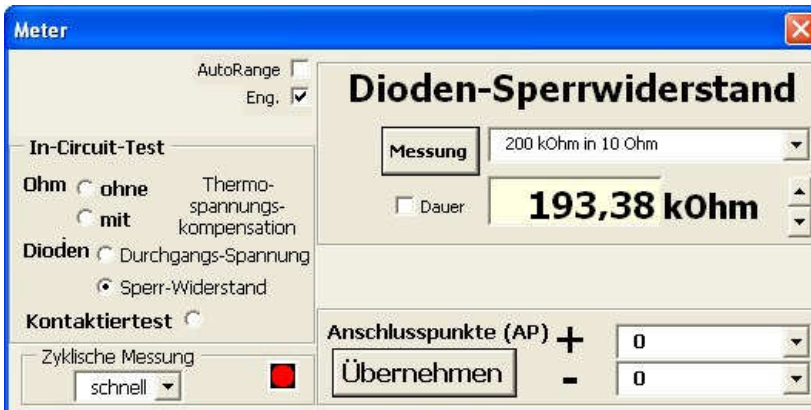 Meter
AutoRange
Eng.
Dioden-Sperrwiderstand
Messung
200 kOhm in 10 Ohm
Dauer
193,38 kOhm
In-Circuit-Test
Ohm
ohne
mit
Thermo-
spannungs-
kompensation
Dioden
Durchgangs-Spannung
Sperr-Widerstand
Kontaktiertest
Zyklische Messung
schnell
Anschlusspunkte (AP)
+
0
Übernehmen
-
0